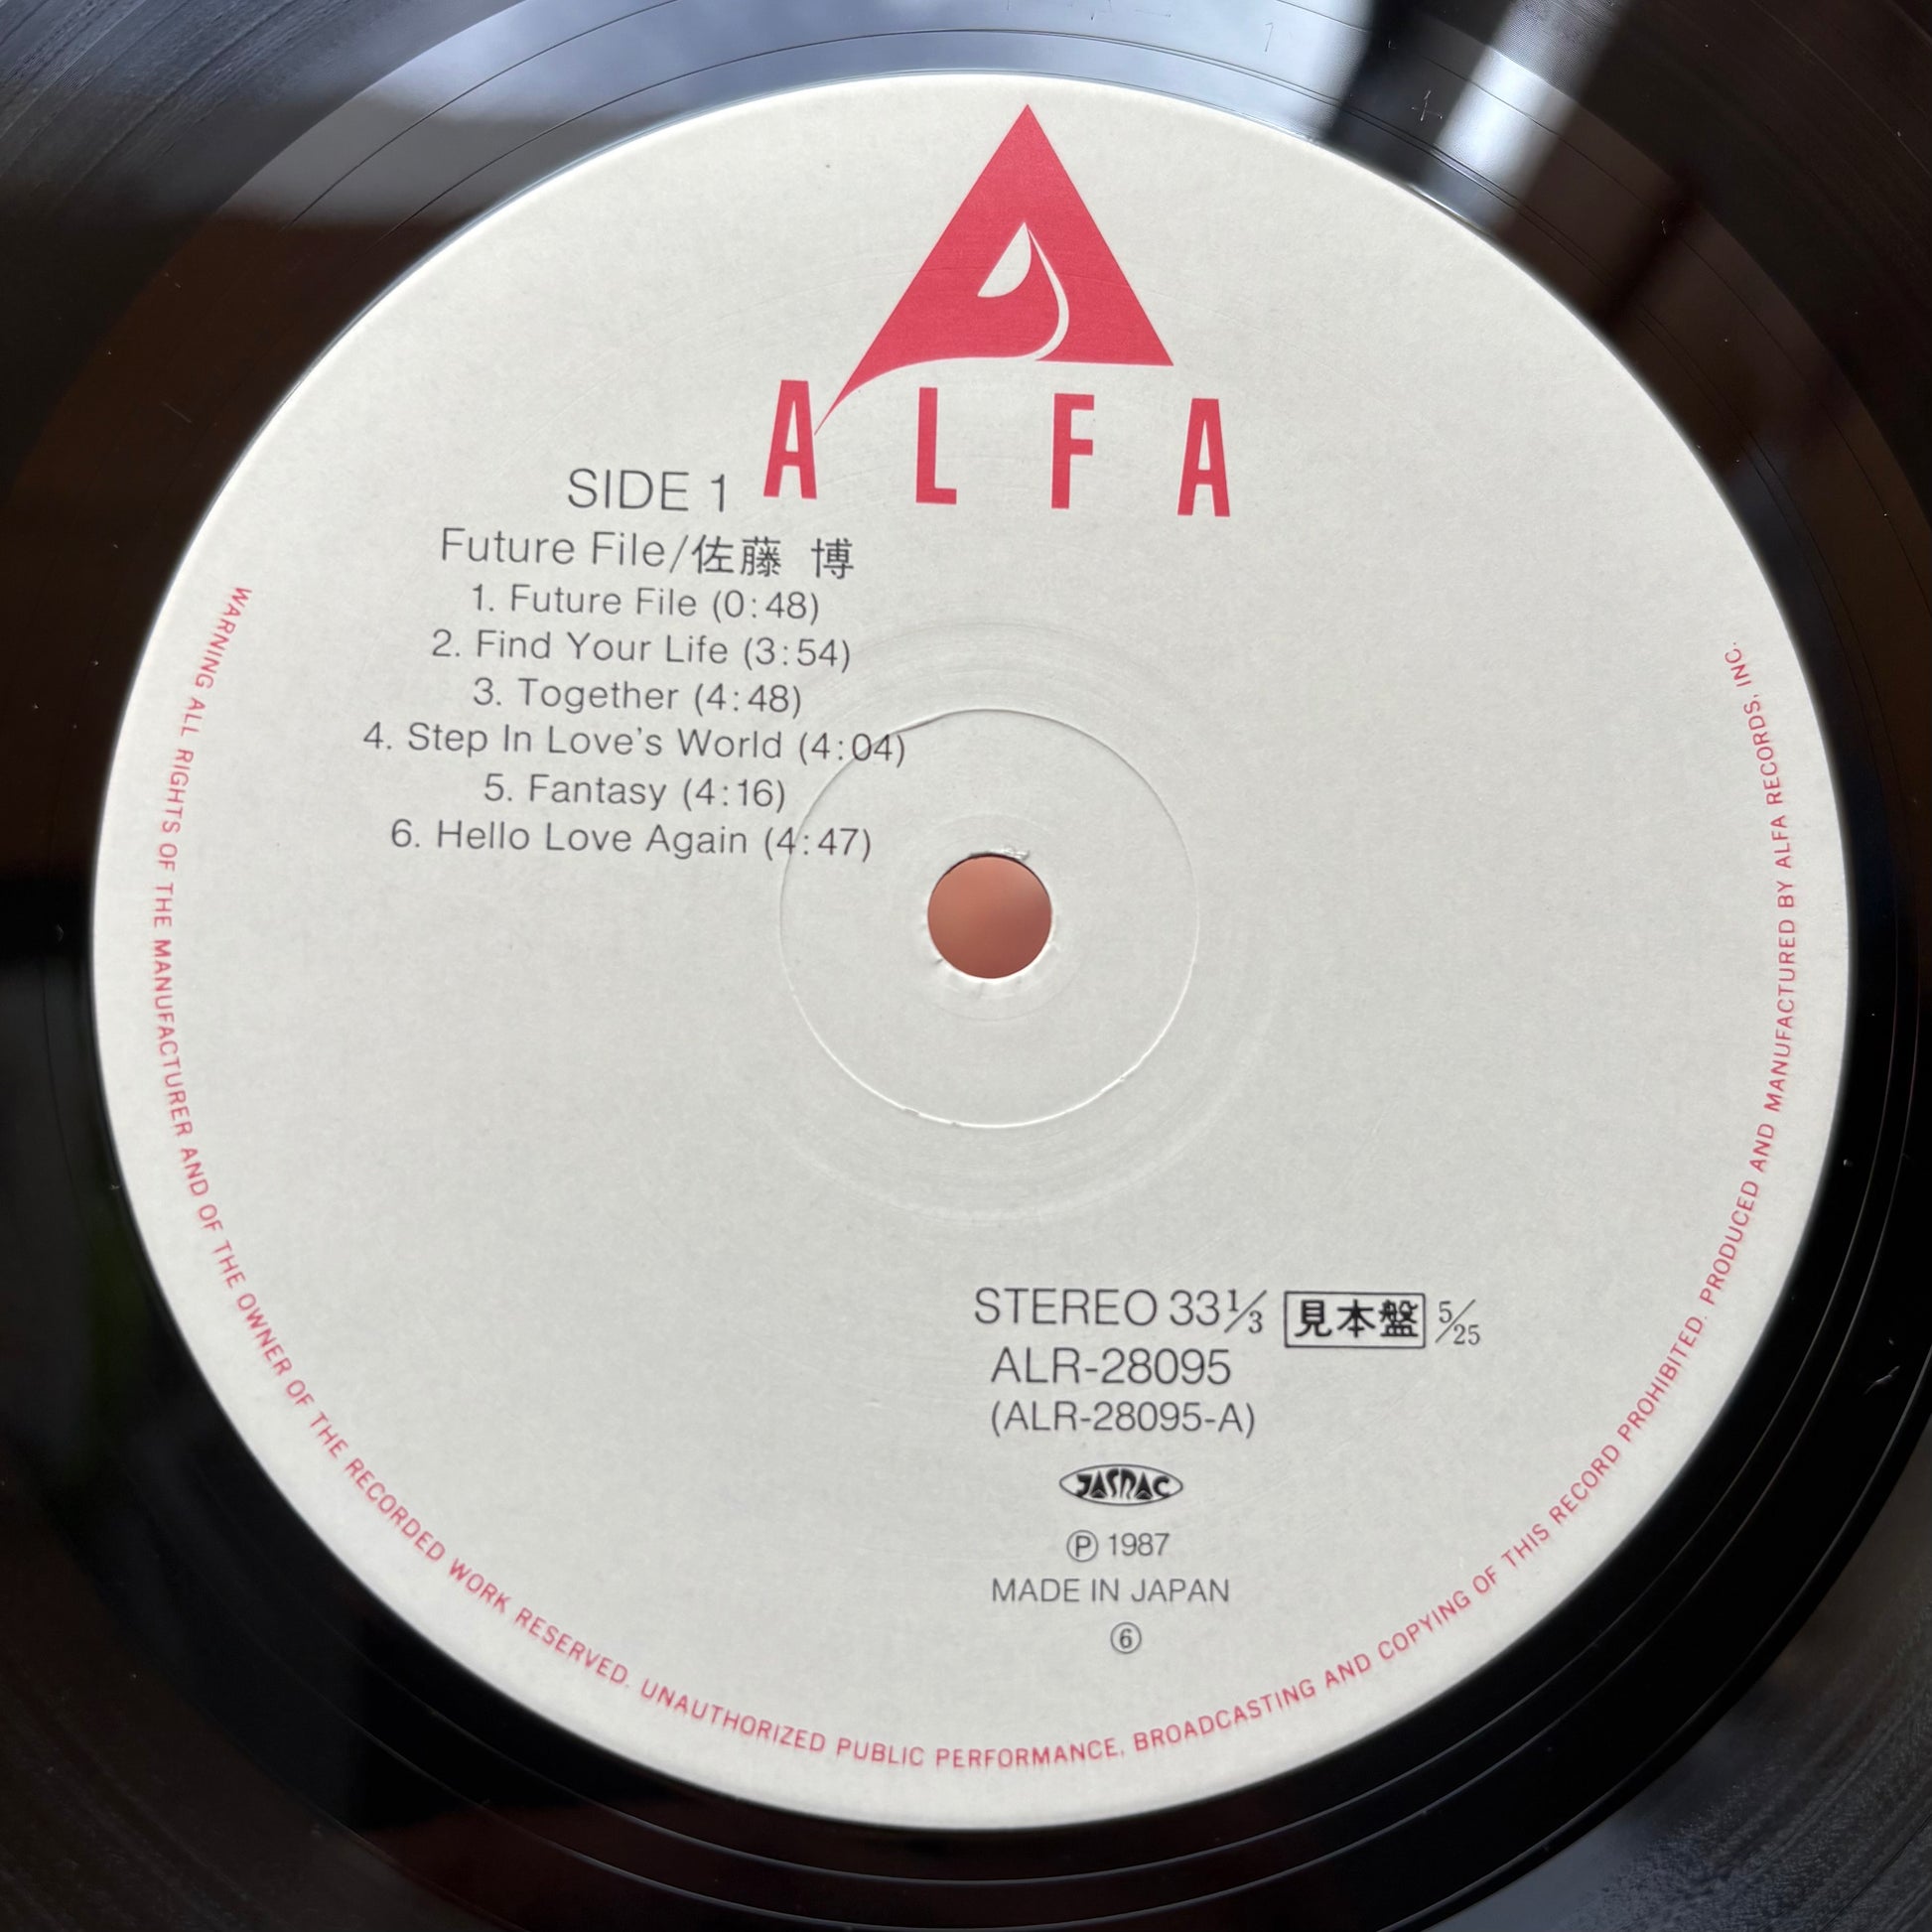 ALFA
SIDE 1
Future File/佐藤 博
1. Future File (0:48)
2. Find Your Life (3:54)
3. Together (4:48)
4. Step In Love's World (4:04)
5. Fantasy (4:16)
6. Hello Love Again (4:47)
STEREO 33⅓ 見本盤 5/25
ALR-28095
(ALR-28095-A)
JASRAC
Ⓟ 1987
MADE IN JAPAN
⑥
WARNING ALL RIGHTS OF THE MANUFACTURER AND OF THE OWNER OF THE RECORDED WORK RESERVED. UNAUTHORIZED PUBLIC PERFORMANCE, BROADCASTING AND COPYING OF THIS RECORD PROHIBITED. PRODUCED AND MANUFACTURED BY ALFA RECORDS, INC.